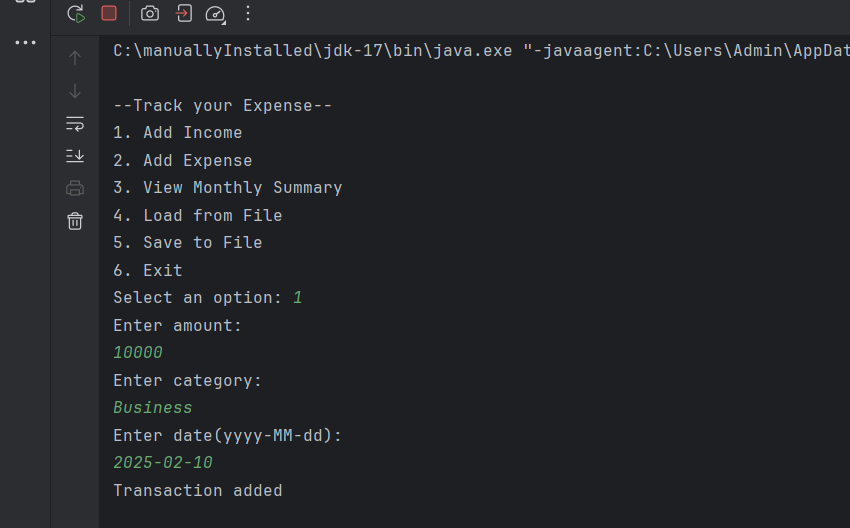 C:\manuallyInstalled\jdk-17\bin\java.exe "-javaagent:C:\Users\Admin\AppDat
--Track your Expense--
1. Add Income
2. Add Expense
3. View Monthly Summary
4. Load from File
5. Save to File
6. Exit
Select an option: 1
Enter amount:
10000
Enter category:
Business
Enter date(yyyy-MM-dd):
2025-02-10
Transaction added